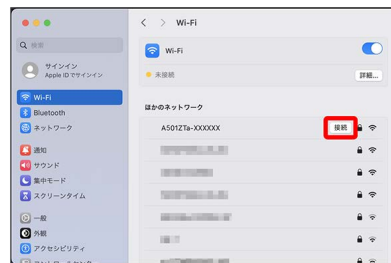 Wi-Fi
検索
Wi-Fi
サインイン
Apple IDでサインイン
未接続
詳細...
Wi-Fi
Bluetooth
ネットワーク
ほかのネットワーク
A501ZTa-XXXXXX
接続
通知
サウンド
集中モード
スクリーンタイム
一般
外観
アクセシビリティ